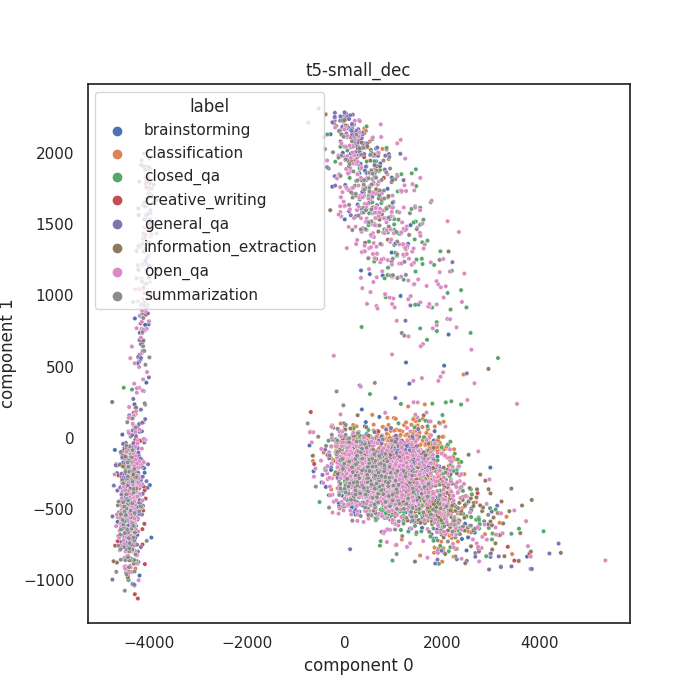 t5-small_dec
label
brainstorming
classification
closed_qa
creative_writing
general_qa
information_extraction
open_qa
summarization
2000
1500
1000
500
0
−500
−1000
component 1
−4000
−2000
0
2000
4000
component 0